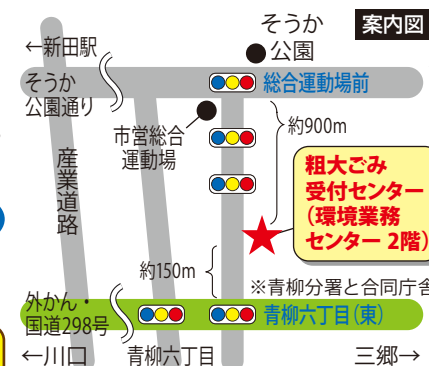 案内図
そうか
公園
←新田駅
そうか
公園通り
総合運動場前
市営総合
運動場
約900m
産業道路
粗大ごみ
受付センター
(環境業務
センター 2階)
約150m
※青柳分署と合同庁舎
外かん・
国道298号
青柳六丁目(東)
←川口
青柳六丁目
三郷→